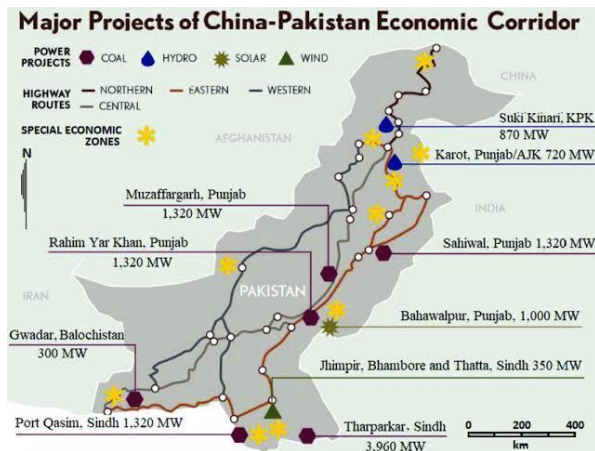 Major Projects of China-Pakistan Economic Corridor
POWER PROJECTS COAL HYDRO SOLAR WIND
HIGHWAY ROUTES NORTHERN EASTERN WESTERN
CENTRAL
SPECIAL ECONOMIC ZONES
N
CHINA
AFGHANISTAN
Suki Kinari, KPK
870 MW
Karot, Punjab/AJK 720 MW
Muzaffargarh, Punjab
1,320 MW
INDIA
Rahim Yar Khan, Punjab
1,320 MW
Sahiwal, Punjab 1,320 MW
IRAN
PAKISTAN
Bahawalpur, Punjab, 1,000 MW
Gwadar, Balochistan
300 MW
Jhimpir, Bhambore and Thatta, Sindh 350 MW
Port Qasim, Sindh 1,320 MW
Tharparkar, Sindh
3,960 MW
0 200 400
km